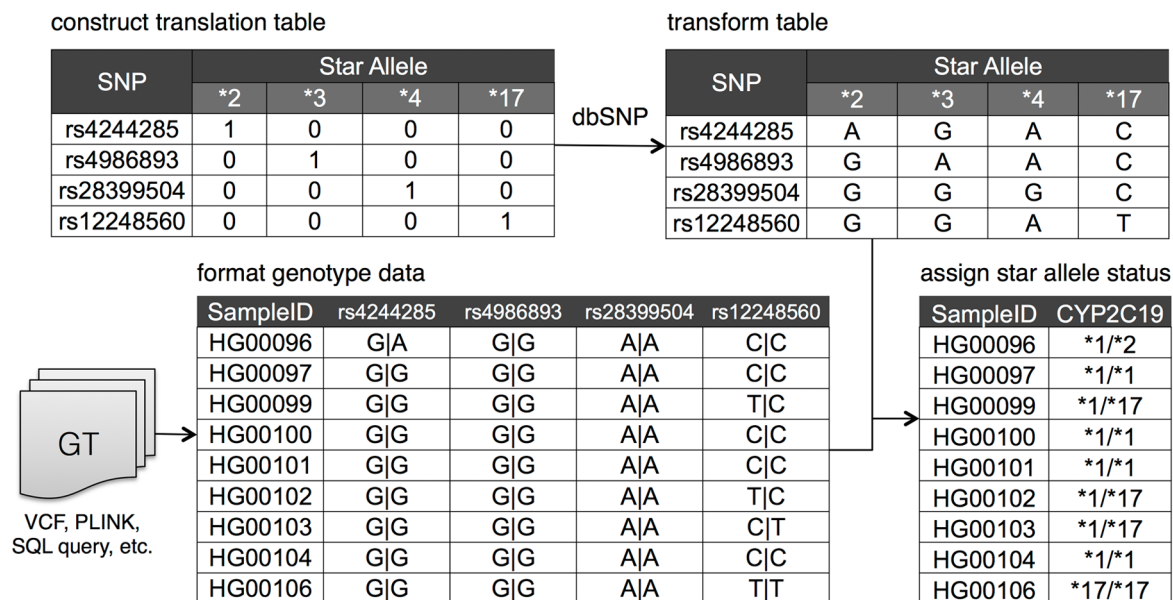 construct translation table
SNP Star Allele
*2 *3 *4 *17
rs4244285 1 0 0 0
rs4986893 0 1 0 0
rs28399504 0 0 1 0
rs12248560 0 0 0 1
dbSNP
transform table
SNP Star Allele
*2 *3 *4 *17
rs4244285 A G A C
rs4986893 G A A C
rs28399504 G G G C
rs12248560 G G A T
GT
VCF, PLINK,
SQL query, etc.
format genotype data
SampleID rs4244285 rs4986893 rs28399504 rs12248560
HG00096 G|A G|G A|A C|C
HG00097 G|G G|G A|A C|C
HG00099 G|G G|G A|A T|C
HG00100 G|G G|G A|A C|C
HG00101 G|G G|G A|A C|C
HG00102 G|G G|G A|A T|C
HG00103 G|G G|G A|A C|T
HG00104 G|G G|G A|A C|C
HG00106 G|G G|G A|A T|T
assign star allele status
SampleID CYP2C19
HG00096 *1/*2
HG00097 *1/*1
HG00099 *1/*17
HG00100 *1/*1
HG00101 *1/*1
HG00102 *1/*17
HG00103 *1/*17
HG00104 *1/*1
HG00106 *17/*17